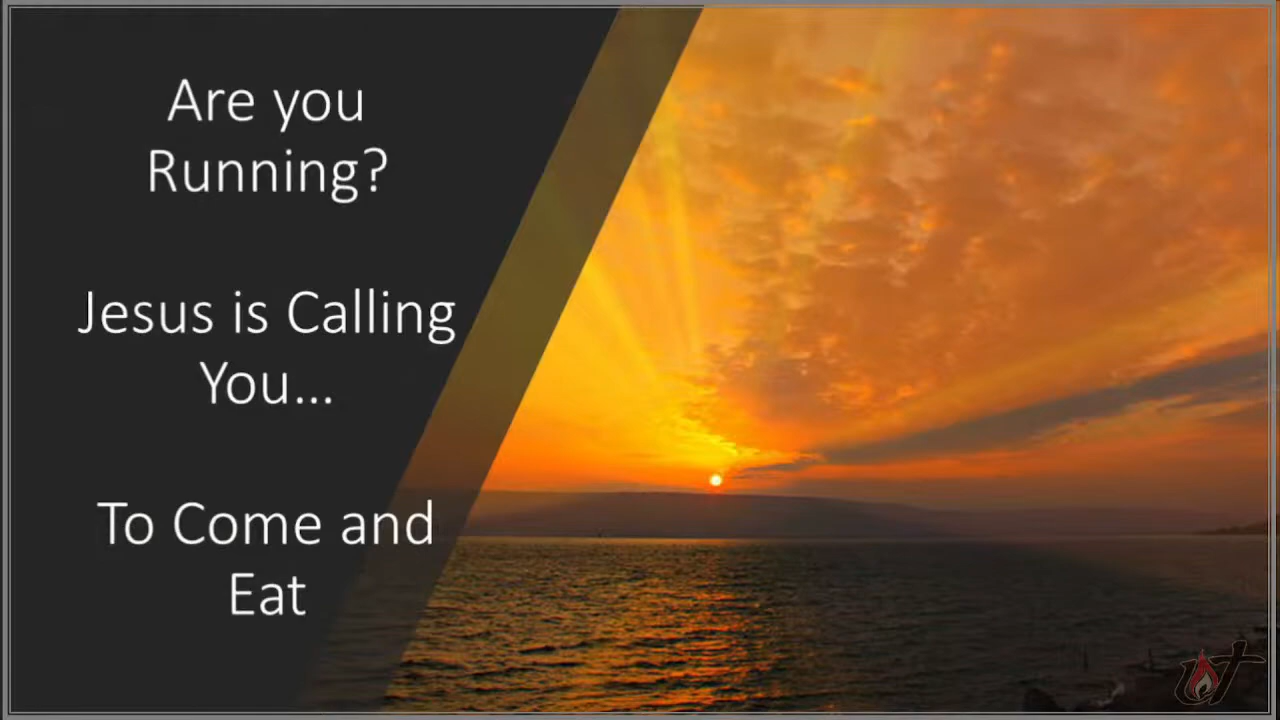 Are you
Running?
Jesus is Calling
You...
To Come and
Eat